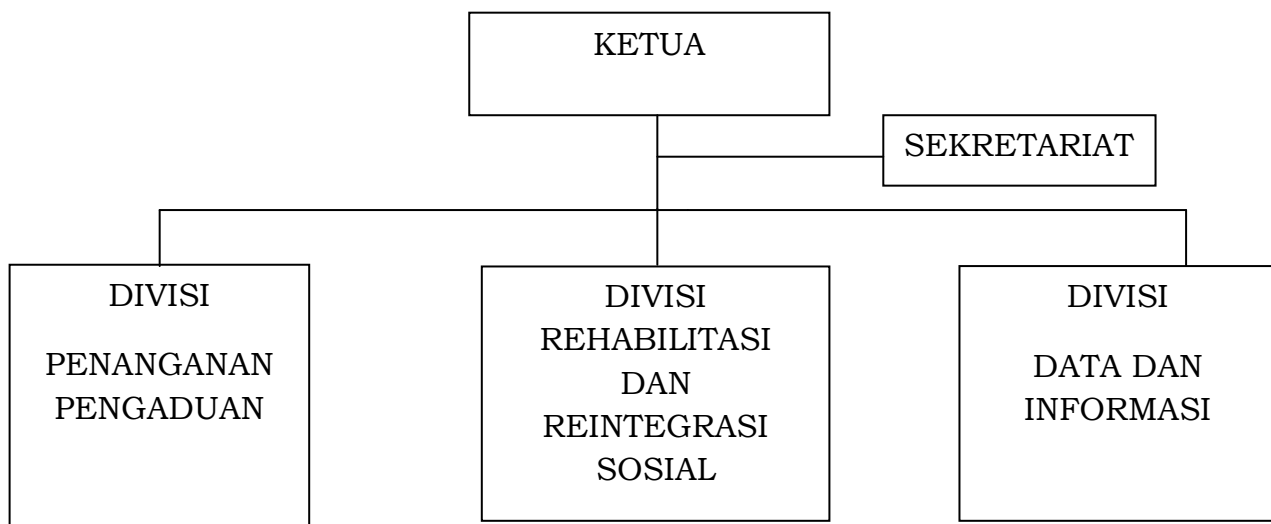 KETUA
SEKRETARIAT
DIVISI
PENANGANAN
PENGADUAN
DIVISI
REHABILITASI
DAN
REINTEGRASI
SOSIAL
DIVISI
DATA DAN
INFORMASI